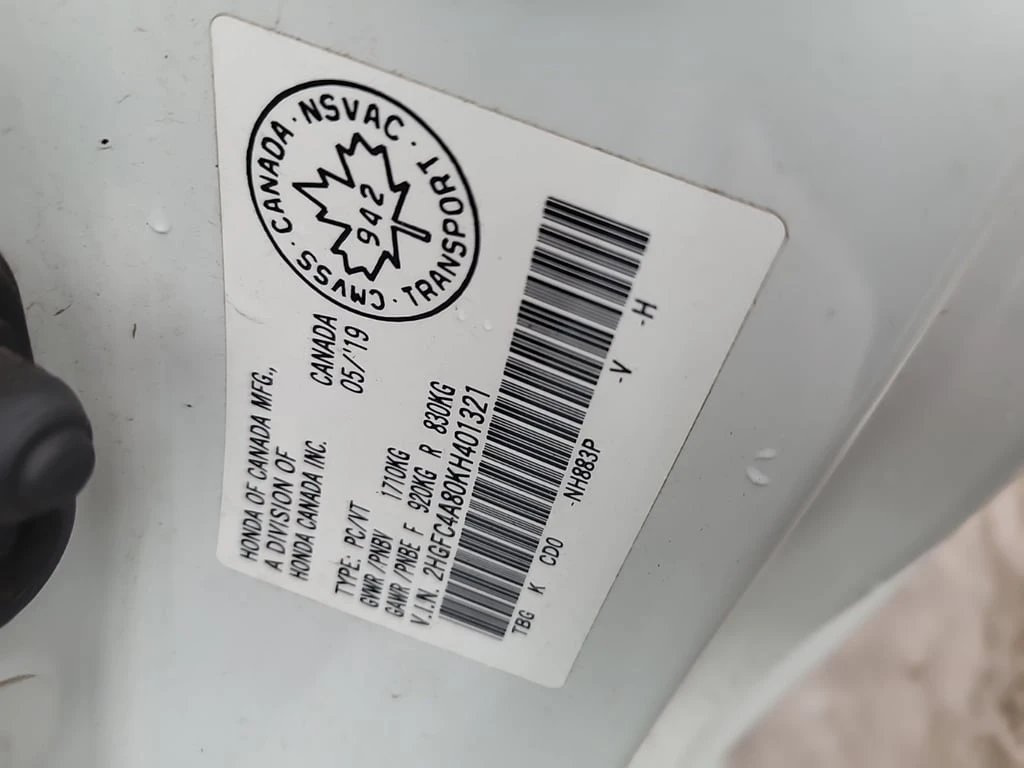 CMVSS · CANADA · NSVAC · TRANSPORT ·
942
HONDA OF CANADA MFG.,
A DIVISION OF
HONDA CANADA INC.
CANADA
05/'19
TYPE: PC/VT
GVWR/PNBV 1710KG
GAWR/PNBE F 920KG R 830KG
V.I.N. 2HGFC4A80KH401321
TBG K CD0 -NH883P -V -H